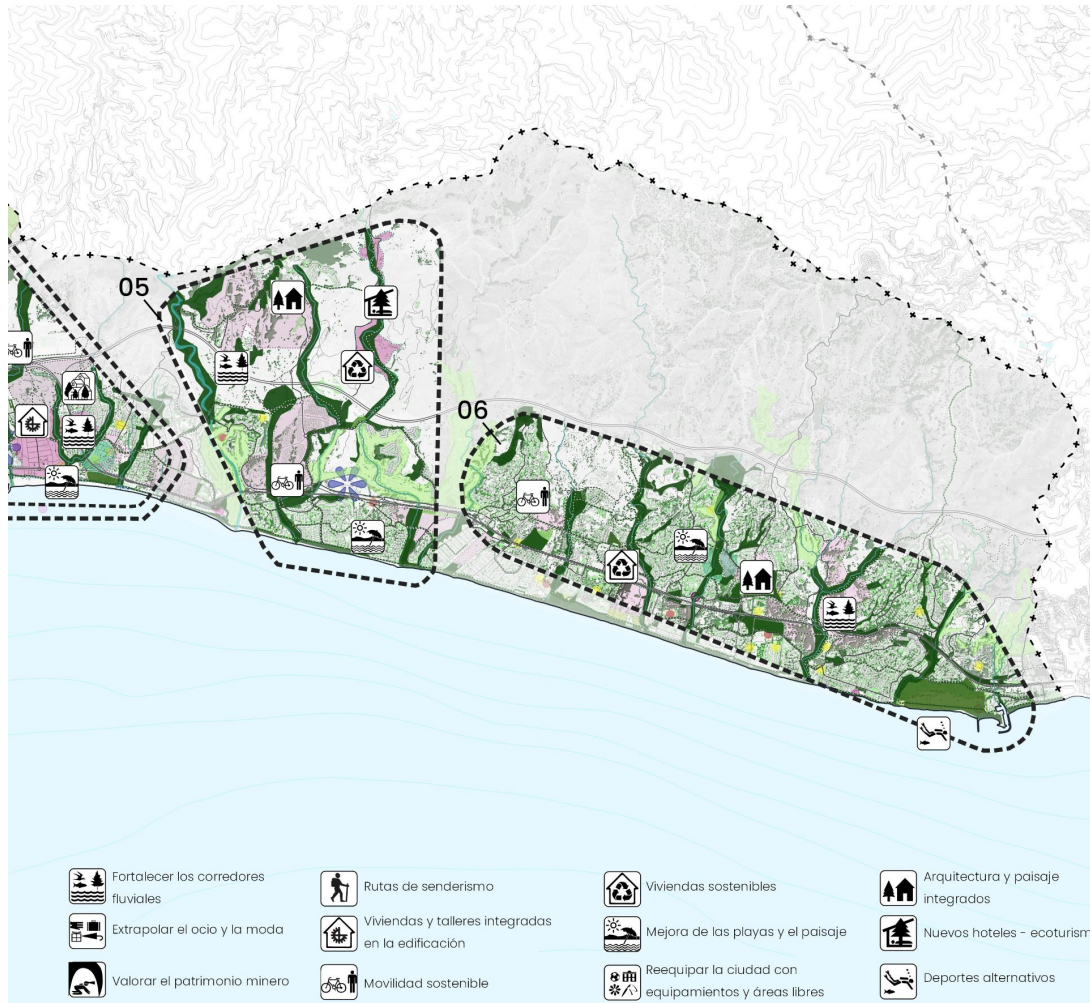 05
06
Fortalecer los corredores
fluviales
Rutas de senderismo
Viviendas sostenibles
Arquitectura y paisaje
integrados
Extrapolar el ocio y la moda
Viviendas y talleres integradas
en la edificación
Mejora de las playas y el paisaje
Nuevos hoteles - ecoturism
Valorar el patrimonio minero
Movilidad sostenible
Reequipar la ciudad con
equipamientos y áreas libres
Deportes alternativos